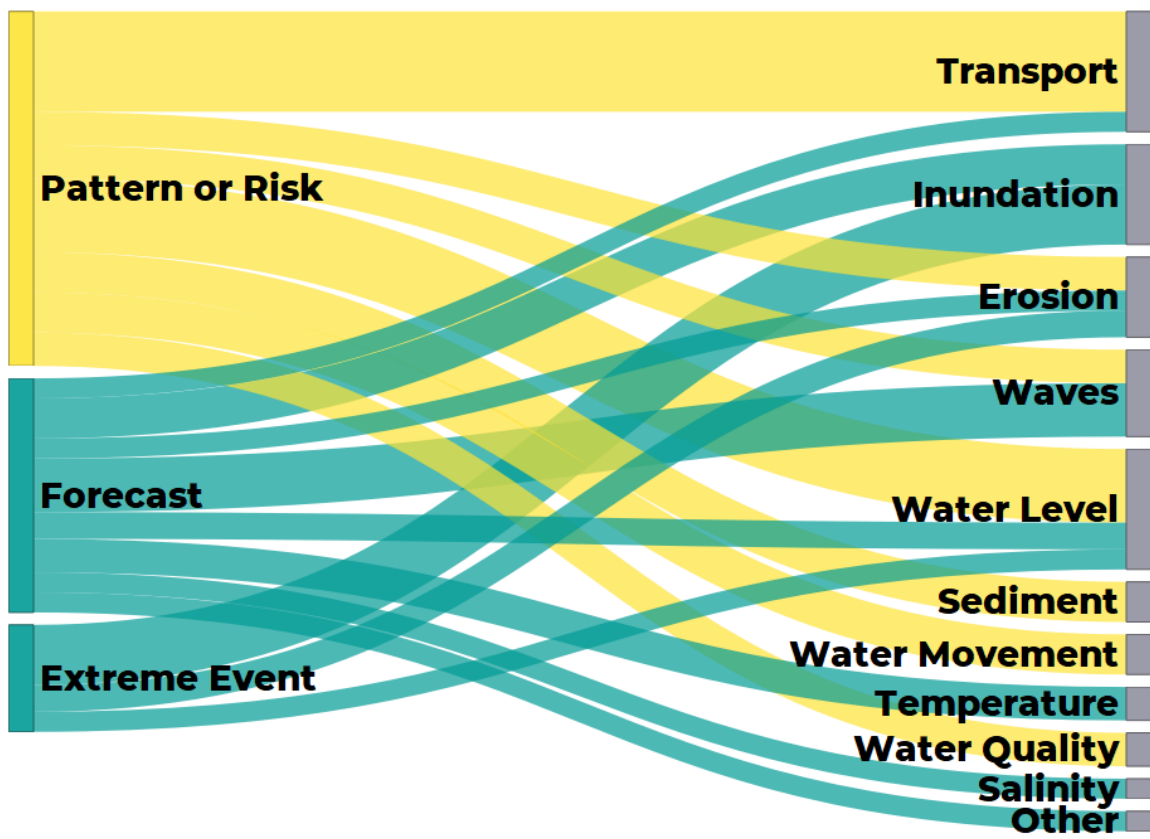 Pattern or Risk
Forecast
Extreme Event
Transport
Inundation
Erosion
Waves
Water Level
Sediment
Water Movement
Temperature
Water Quality
Salinity
Other